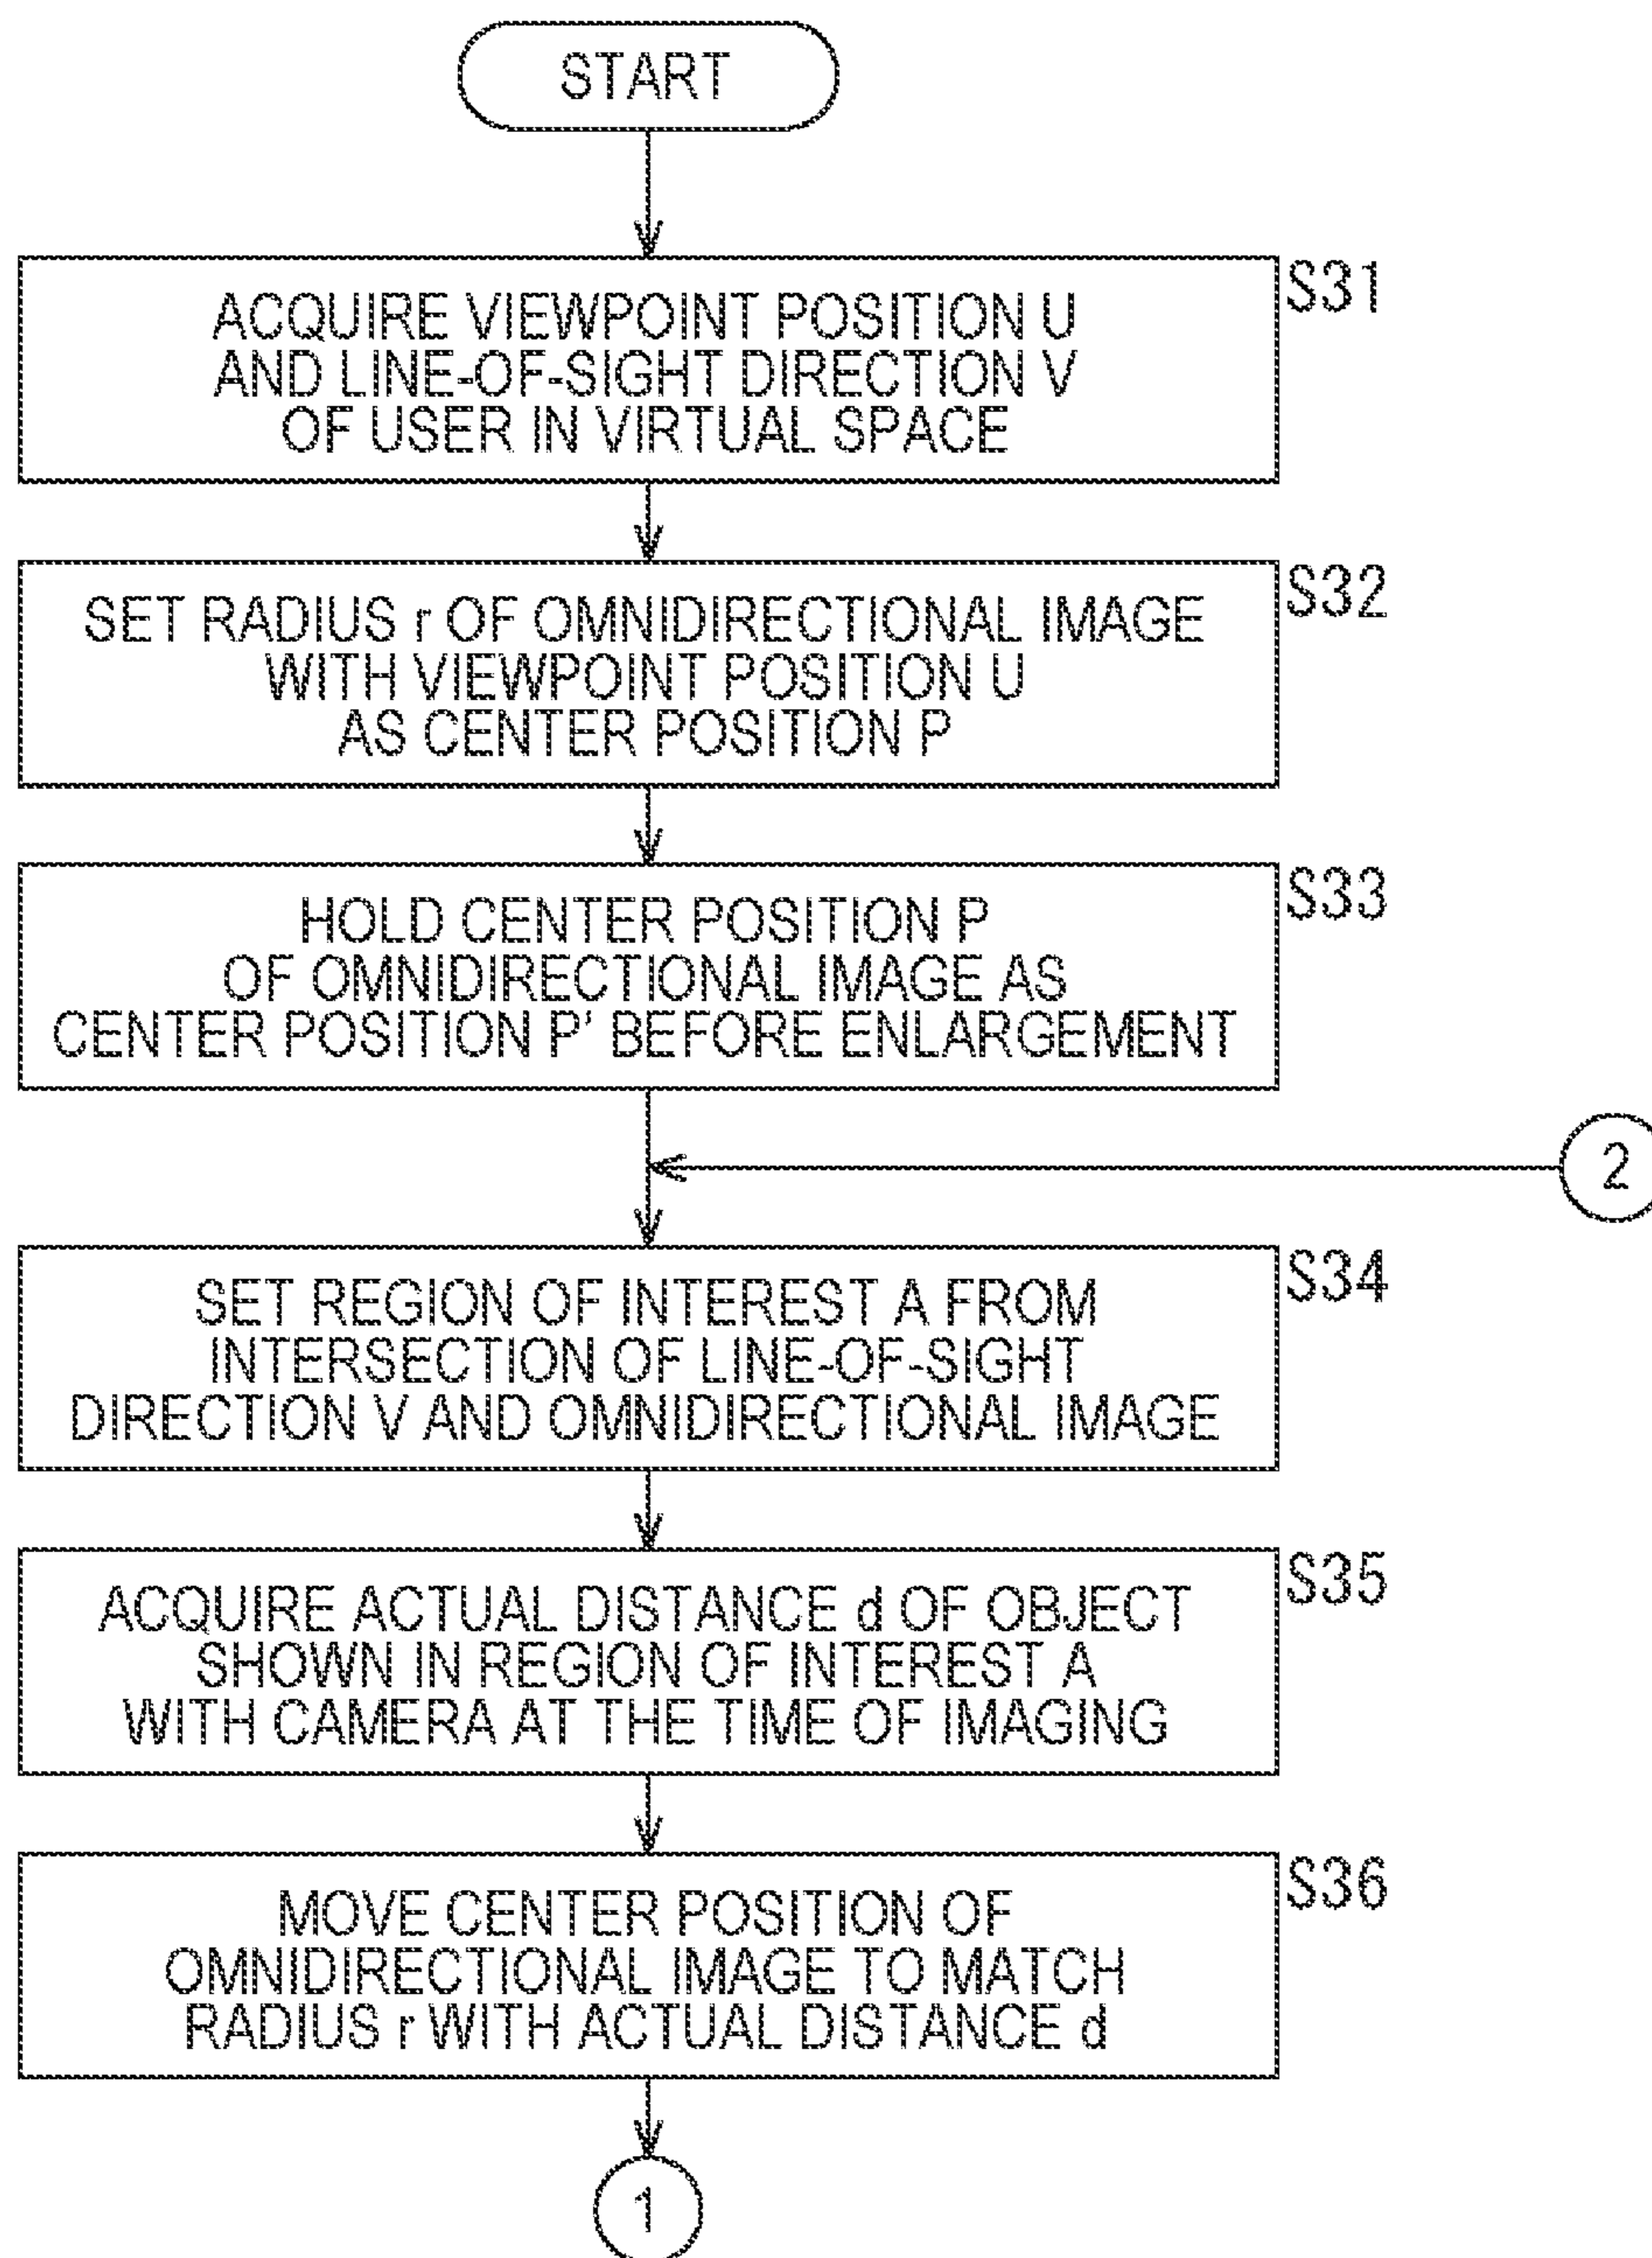 START
S31
ACQUIRE VIEWPOINT POSITION U
AND LINE-OF-SIGHT DIRECTION V
OF USER IN VIRTUAL SPACE
S32
SET RADIUS r OF OMNIDIRECTIONAL IMAGE
WITH VIEWPOINT POSITION U
AS CENTER POSITION P
S33
HOLD CENTER POSITION P
OF OMNIDIRECTIONAL IMAGE AS
CENTER POSITION P' BEFORE ENLARGEMENT
2
S34
SET REGION OF INTEREST A FROM
INTERSECTION OF LINE-OF-SIGHT
DIRECTION V AND OMNIDIRECTIONAL IMAGE
S35
ACQUIRE ACTUAL DISTANCE d OF OBJECT
SHOWN IN REGION OF INTEREST A
WITH CAMERA AT THE TIME OF IMAGING
S36
MOVE CENTER POSITION OF
OMNIDIRECTIONAL IMAGE TO MATCH
RADIUS r WITH ACTUAL DISTANCE d
1